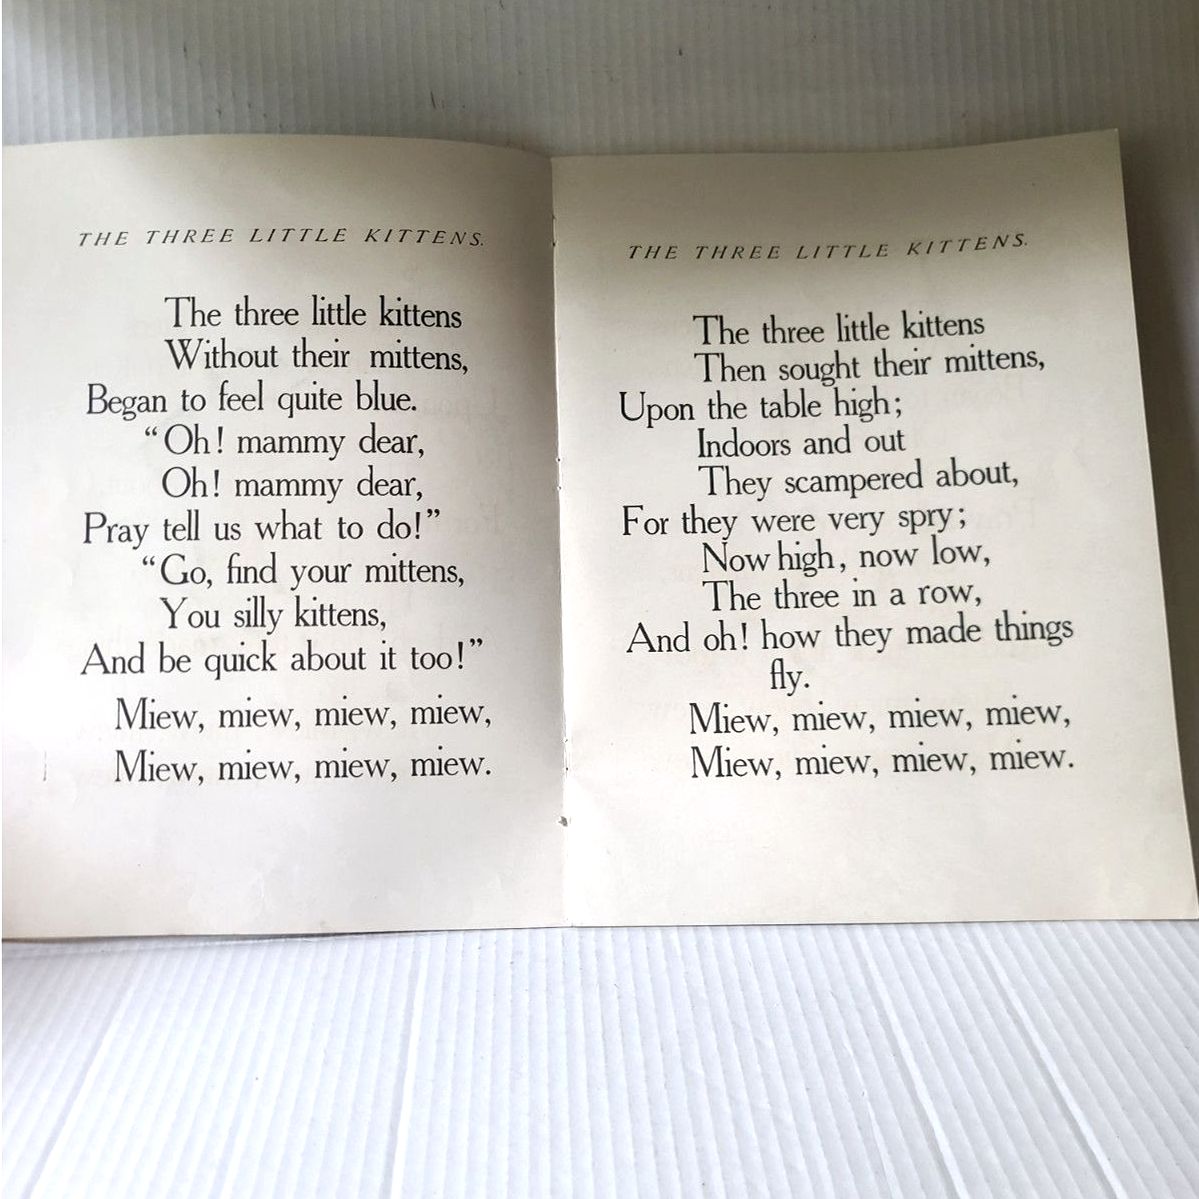 THE THREE LITTLE KITTENS.
The three little kittens
Without their mittens,
Began to feel quite blue.
“Oh! mammy dear,
Oh! mammy dear,
Pray tell us what to do!”
“Go, find your mittens,
You silly kittens,
And be quick about it too!”
Miew, miew, miew, miew,
Miew, miew, miew, miew.
THE THREE LITTLE KITTENS.
The three little kittens
Then sought their mittens,
Upon the table high;
Indoors and out
They scampered about,
For they were very spry;
Now high, now low,
The three in a row,
And oh! how they made things
fly.
Miew, miew, miew, miew,
Miew, miew, miew, miew.